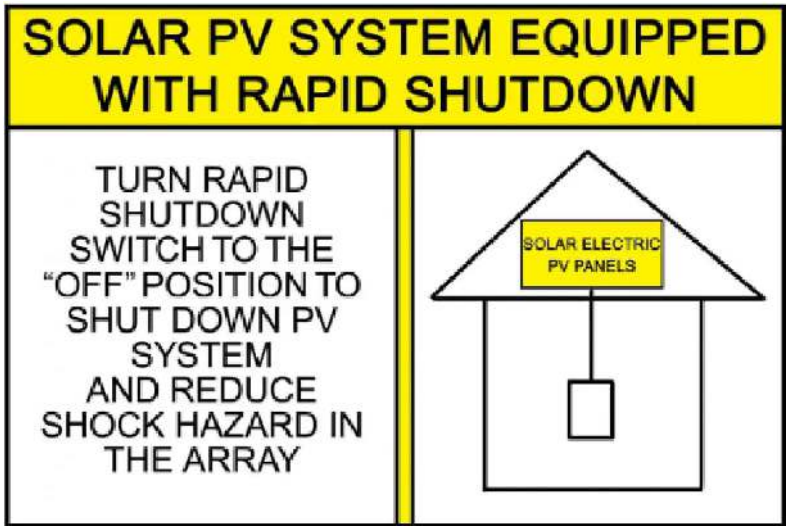 SOLAR PV SYSTEM EQUIPPED
WITH RAPID SHUTDOWN
TURN RAPID
SHUTDOWN
SWITCH TO THE
“OFF” POSITION TO
SHUT DOWN PV
SYSTEM
AND REDUCE
SHOCK HAZARD IN
THE ARRAY
SOLAR ELECTRIC
PV PANELS